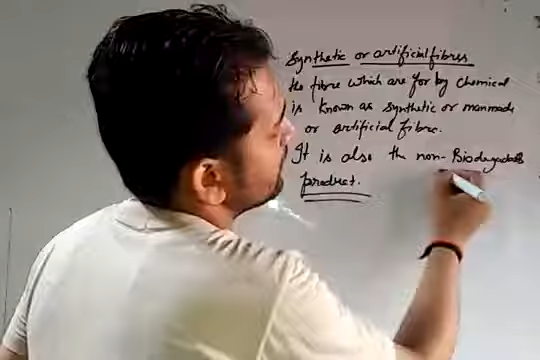 Synthetic or artificial fibres
the fibre which are for by chemical
is known as synthetic or manmade
or artificial fibre.
It is also the non-Biodegradable
product.